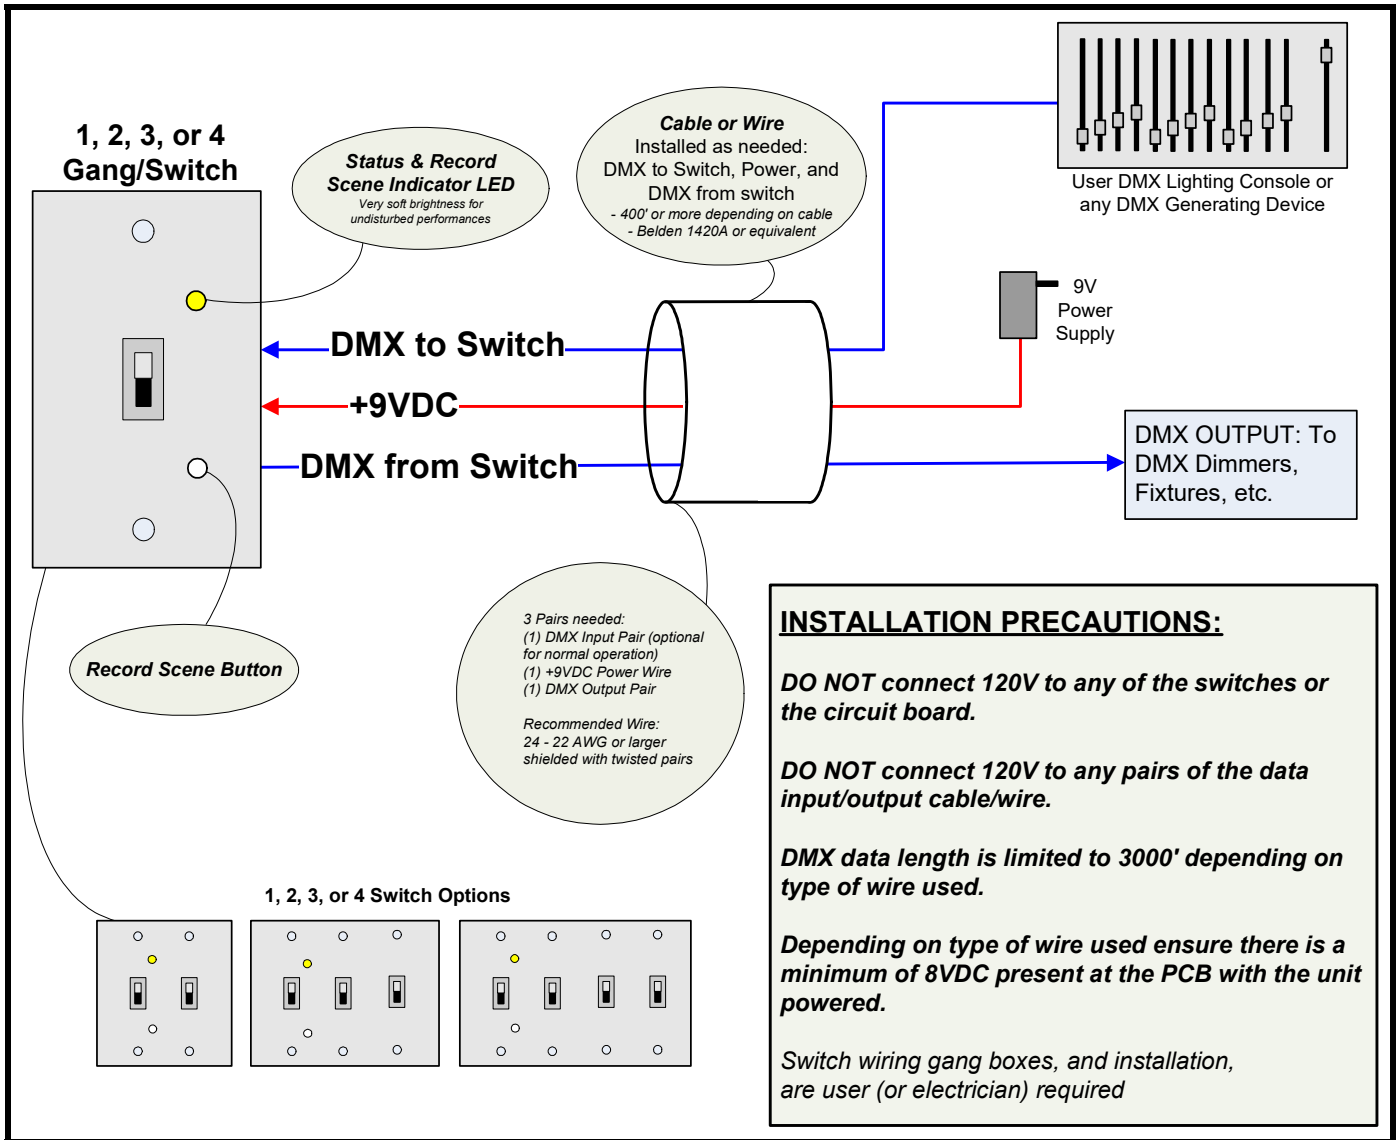 1, 2, 3, or 4
Gang/Switch
Status & Record
Scene Indicator LED
Very soft brightness for
undisturbed performances
Cable or Wire
Installed as needed:
DMX to Switch, Power, and
DMX from switch
- 400' or more depending on cable
- Belden 1420A or equivalent
User DMX Lighting Console or
any DMX Generating Device
9V
Power
Supply
DMX to Switch
+9VDC
DMX from Switch
DMX OUTPUT: To
DMX Dimmers,
Fixtures, etc.
Record Scene Button
3 Pairs needed:
(1) DMX Input Pair (optional
for normal operation)
(1) +9VDC Power Wire
(1) DMX Output Pair
Recommended Wire:
24 - 22 AWG or larger
shielded with twisted pairs
INSTALLATION PRECAUTIONS:
DO NOT connect 120V to any of the switches or
the circuit board.
DO NOT connect 120V to any pairs of the data
input/output cable/wire.
DMX data length is limited to 3000' depending on
type of wire used.
Depending on type of wire used ensure there is a
minimum of 8VDC present at the PCB with the unit
powered.
Switch wiring gang boxes, and installation,
are user (or electrician) required
1, 2, 3, or 4 Switch Options